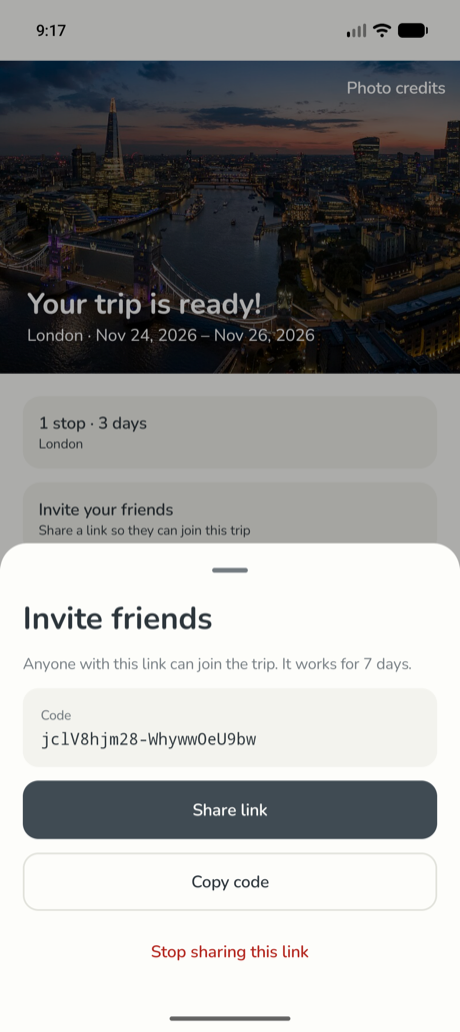 9:17
Photo credits
Your trip is ready!
London · Nov 24, 2026 – Nov 26, 2026
1 stop · 3 days
London
Invite your friends
Share a link so they can join this trip
Invite friends
Anyone with this link can join the trip. It works for 7 days.
Code
jclV8hjm28-WhywwOeU9bw
Share link
Copy code
Stop sharing this link